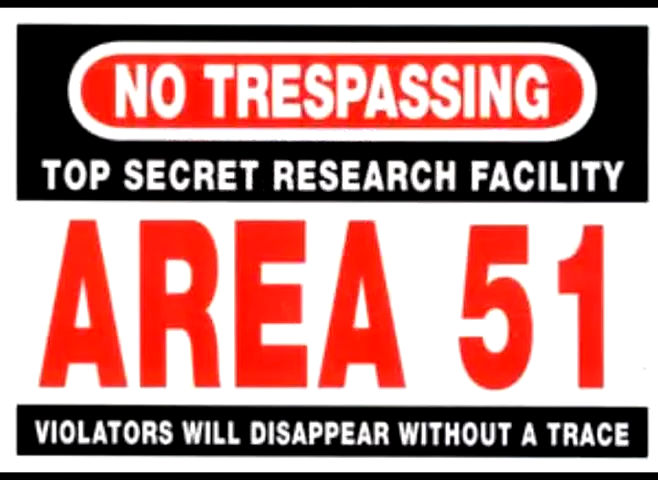 NO TRESPASSING
TOP SECRET RESEARCH FACILITY
AREA 51
VIOLATORS WILL DISAPPEAR WITHOUT A TRACE